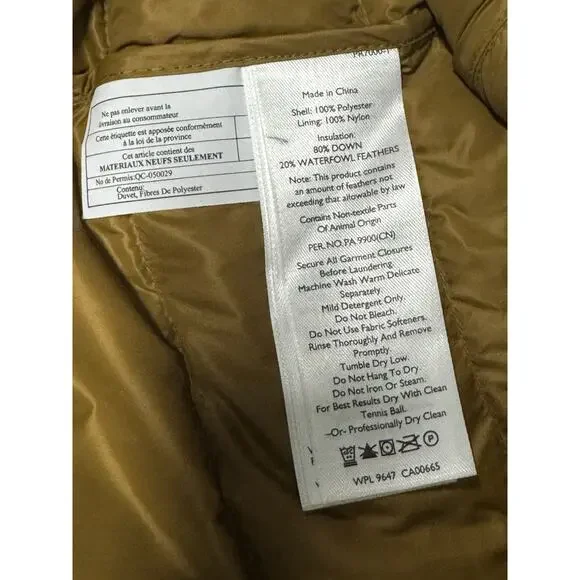 Ne pas enlever avant la
livraison au consommateur
Cette étiquette est apposée conformément
à la loi de la province
Cet article contient des
MATERIAUX NEUFS SEULEMENT
No de Permis:QC-050029
Contenu:
Duvet, Fibres De Polyester
PR7000-1
Made in China
Shell: 100% Polyester
Lining: 100% Nylon
Insulation:
80% DOWN
20% WATERFOWL FEATHERS
Note: This product contains
an amount of feathers not
exceeding that allowable by law
Contains Non-textile Parts
Of Animal Origin
PER.NO.PA 9900(CN)
Secure All Garment Closures
Before Laundering.
Machine Wash Warm Delicate
Separately.
Mild Detergent Only.
Do Not Bleach.
Do Not Use Fabric Softeners.
Rinse Thoroughly And Remove
Promptly.
Tumble Dry Low.
Do Not Hang To Dry.
Do Not Iron Or Steam.
For Best Results Dry With Clean
Tennis Ball.
-Or- Professionally Dry Clean
WPL 9647 CA00665